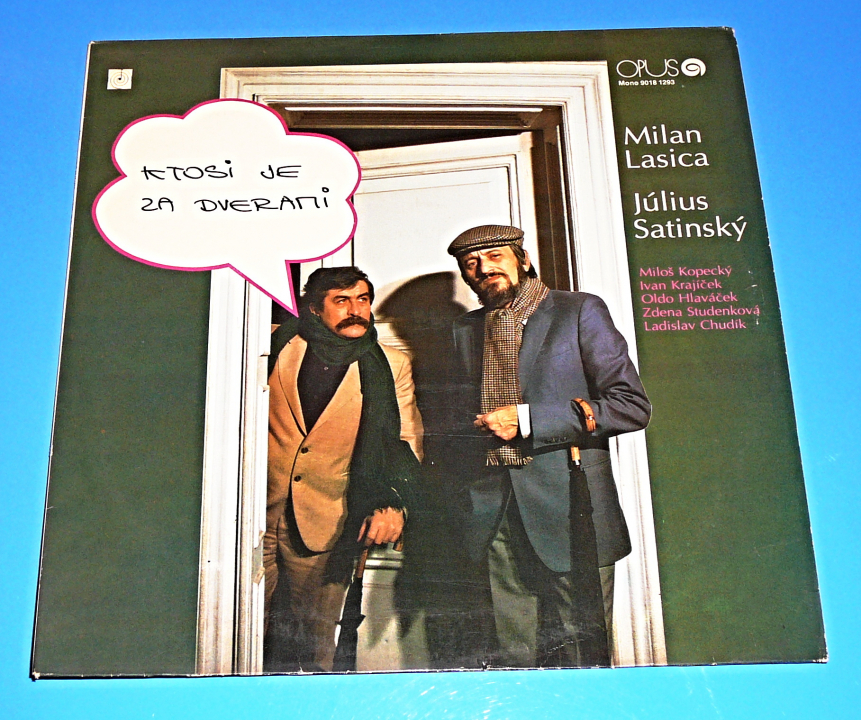 KTOSI JE
ZA DVERAMI
OPUS
Mono 9018 1293
Milan
Lasica
Július
Satinský
Miloš Kopecký
Ivan Krajíček
Oldo Hlaváček
Zdena Studenková
Ladislav Chudík